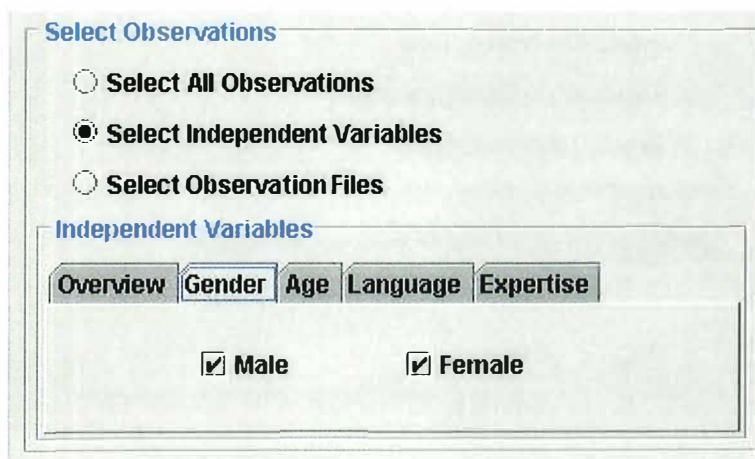 Select Observations
Select All Observations
Select Independent Variables
Select Observation Files
Independent Variables
Overview Gender Age Language Expertise
Male Female